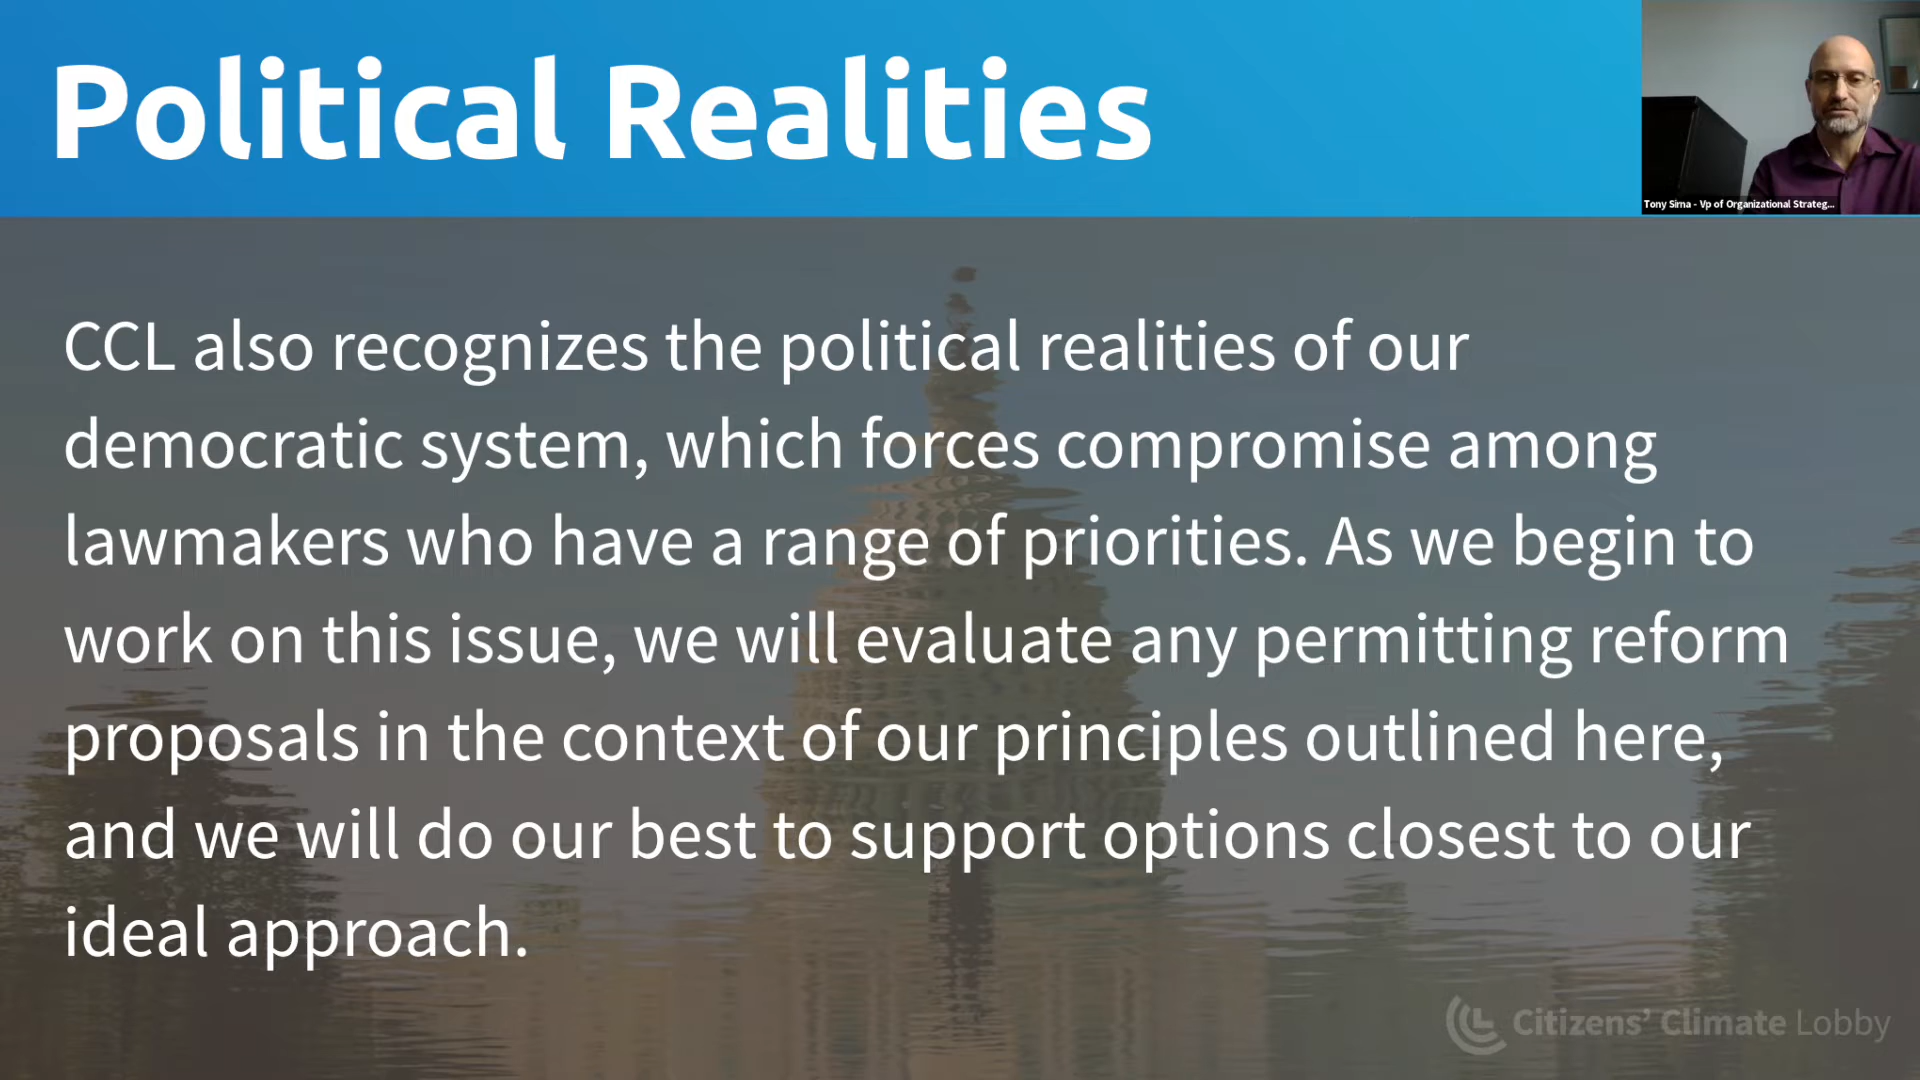 Political Realities
Tony Sirna - Vp of Organizational Strateg...
CCL also recognizes the political realities of our
democratic system, which forces compromise among
lawmakers who have a range of priorities. As we begin to
work on this issue, we will evaluate any permitting reform
proposals in the context of our principles outlined here,
and we will do our best to support options closest to our
ideal approach.
Citizens’ Climate Lobby